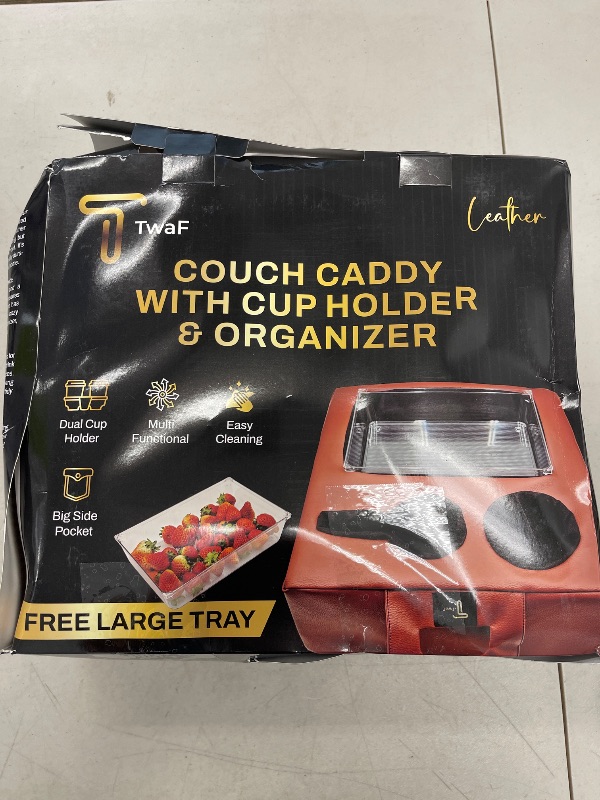 TwaF
Leather
COUCH CADDY
WITH CUP HOLDER
& ORGANIZER
Dual Cup
Holder
Multi
Functional
Easy
Cleaning
Big Side
Pocket
FREE LARGE TRAY